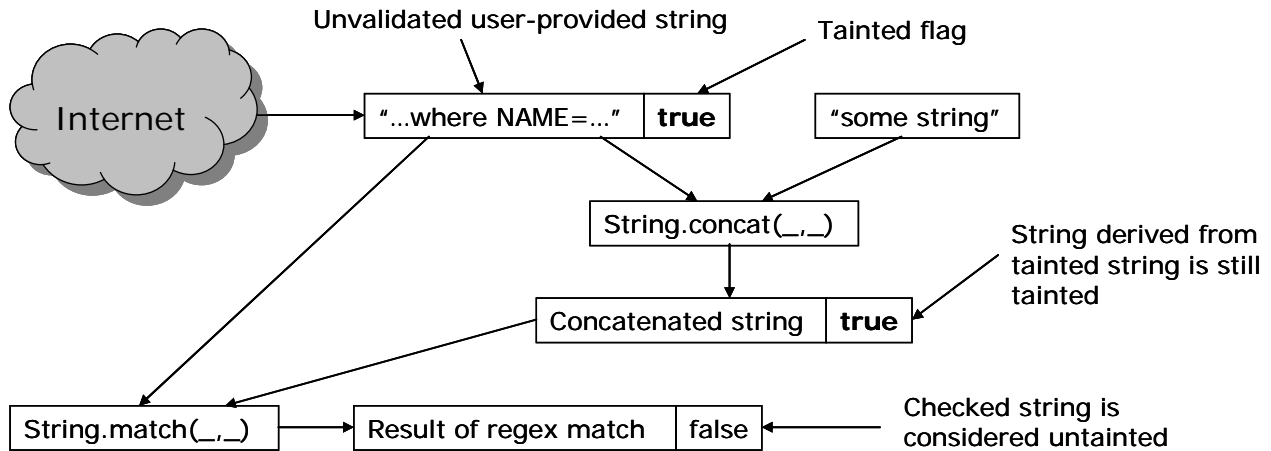 Unvalidated user-provided string
Tainted flag
Internet
“...where NAME=...” true
“some string”
String.concat(_,_)
String derived from
tainted string is still
tainted
Concatenated string true
String.match(_,_)
Result of regex match false
Checked string is
considered untainted